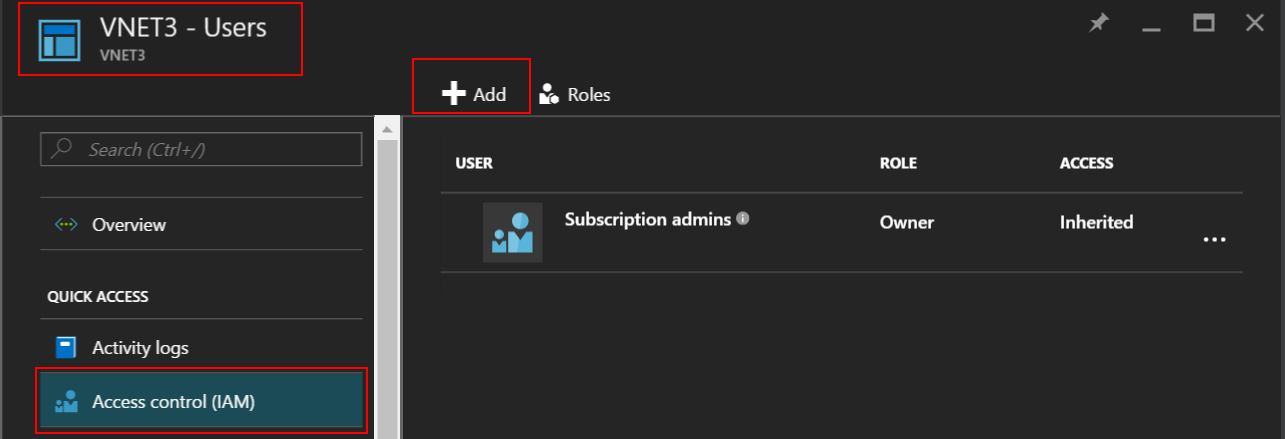 VNET3 - Users
VNET3
Add
Roles
Search (Ctrl+/)
USER ROLE ACCESS
Overview
Subscription admins Owner Inherited
QUICK ACCESS
Activity logs
Access control (IAM)